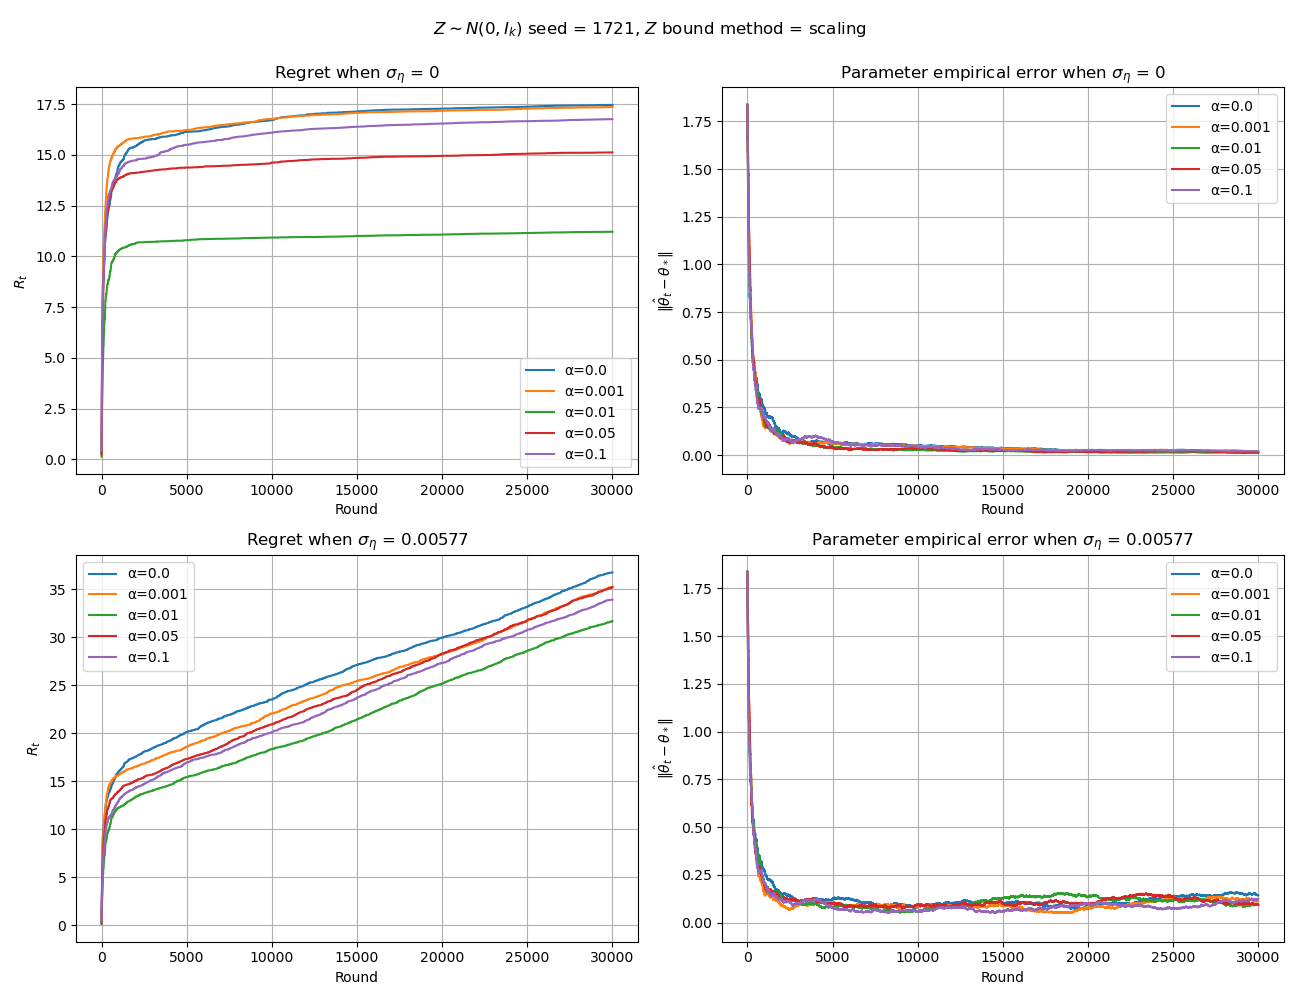 Z ∼ N(0, I_k) seed = 1721, Z bound method = scaling
Regret when σ_η = 0
R_t
17.5
15.0
12.5
10.0
7.5
5.0
2.5
0.0
α=0.0
α=0.001
α=0.01
α=0.05
α=0.1
0 5000 10000 15000 20000 25000 30000
Round
Parameter empirical error when σ_η = 0
‖θ̂_t − θ_*‖
1.75
1.50
1.25
1.00
0.75
0.50
0.25
0.00
α=0.0
α=0.001
α=0.01
α=0.05
α=0.1
0 5000 10000 15000 20000 25000 30000
Round
Regret when σ_η = 0.00577
R_t
35
30
25
20
15
10
5
0
α=0.0
α=0.001
α=0.01
α=0.05
α=0.1
0 5000 10000 15000 20000 25000 30000
Round
Parameter empirical error when σ_η = 0.00577
‖θ̂_t − θ_*‖
1.75
1.50
1.25
1.00
0.75
0.50
0.25
0.00
α=0.0
α=0.001
α=0.01
α=0.05
α=0.1
0 5000 10000 15000 20000 25000 30000
Round